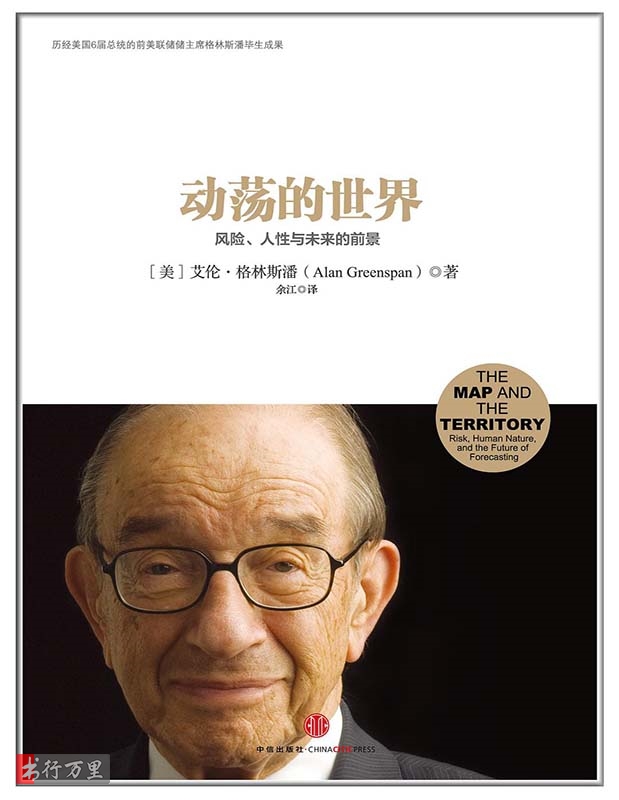 历经美国6届总统的前美联储储主席格林斯潘毕生成果
动荡的世界
风险、人性与未来的前景
［美］艾伦·格林斯潘（Alan Greenspan）◎著
余江◎译
THE
MAP AND
THE
TERRITORY
Risk, Human Nature,
and the Future of
Forecasting
中信出版社·CHINACITICPRESS
书行万里